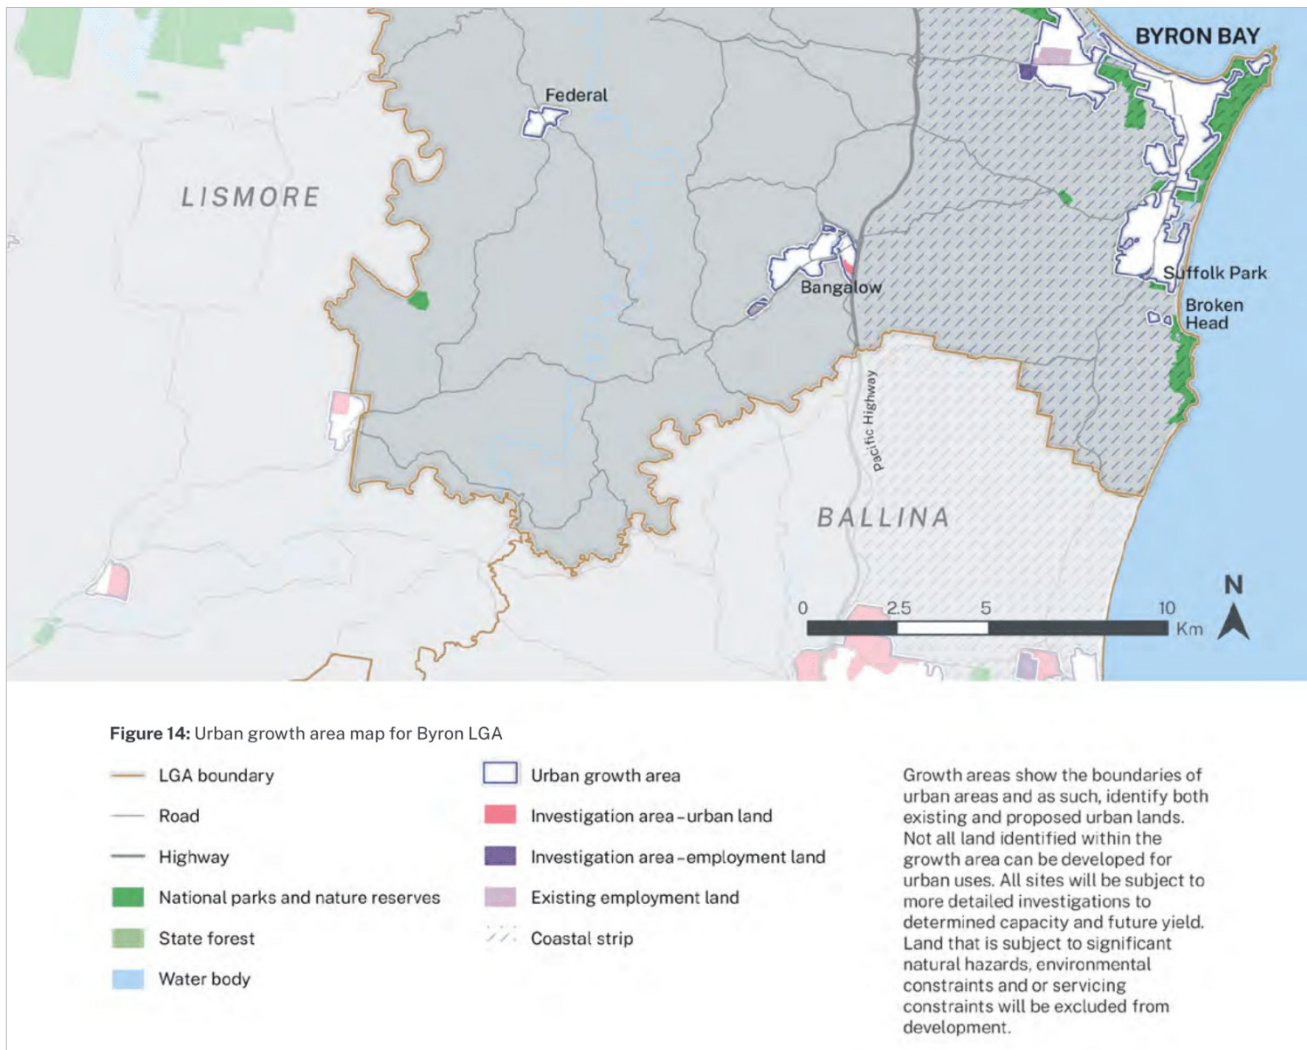 BYRON BAY
Federal
LISMORE
Bangalow
Suffolk Park
Broken
Head
Pacific Highway
BALLINA
N
0 2.5 5 10
Km
Figure 14: Urban growth area map for Byron LGA
LGA boundary
Road
Highway
National parks and nature reserves
State forest
Water body
Urban growth area
Investigation area – urban land
Investigation area – employment land
Existing employment land
Coastal strip
Growth areas show the boundaries of
urban areas and as such, identify both
existing and proposed urban lands.
Not all land identified within the
growth area can be developed for
urban uses. All sites will be subject to
more detailed investigations to
determined capacity and future yield.
Land that is subject to significant
natural hazards, environmental
constraints and or servicing
constraints will be excluded from
development.